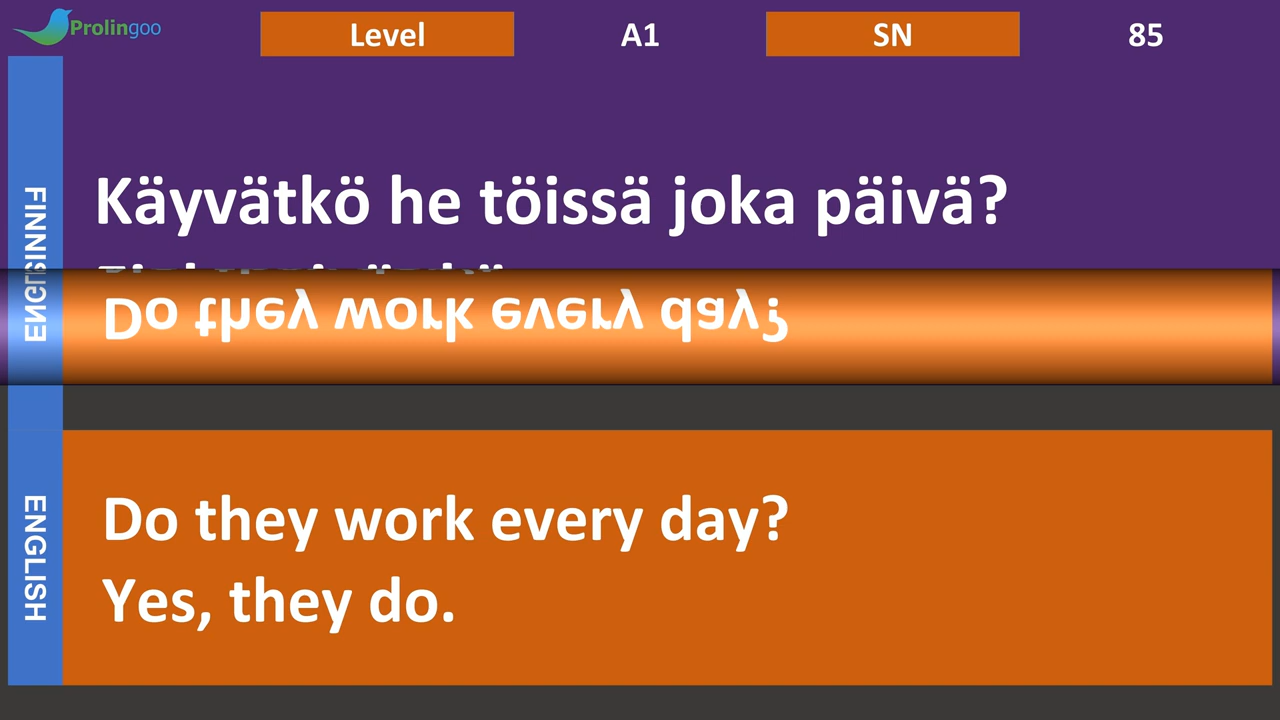 Prolingoo
Level
A1
SN
85
FINNISH
Käyvätkö he töissä joka päivä?
Do they work every day?
ENGLISH
Do they work every day?
Yes, they do.